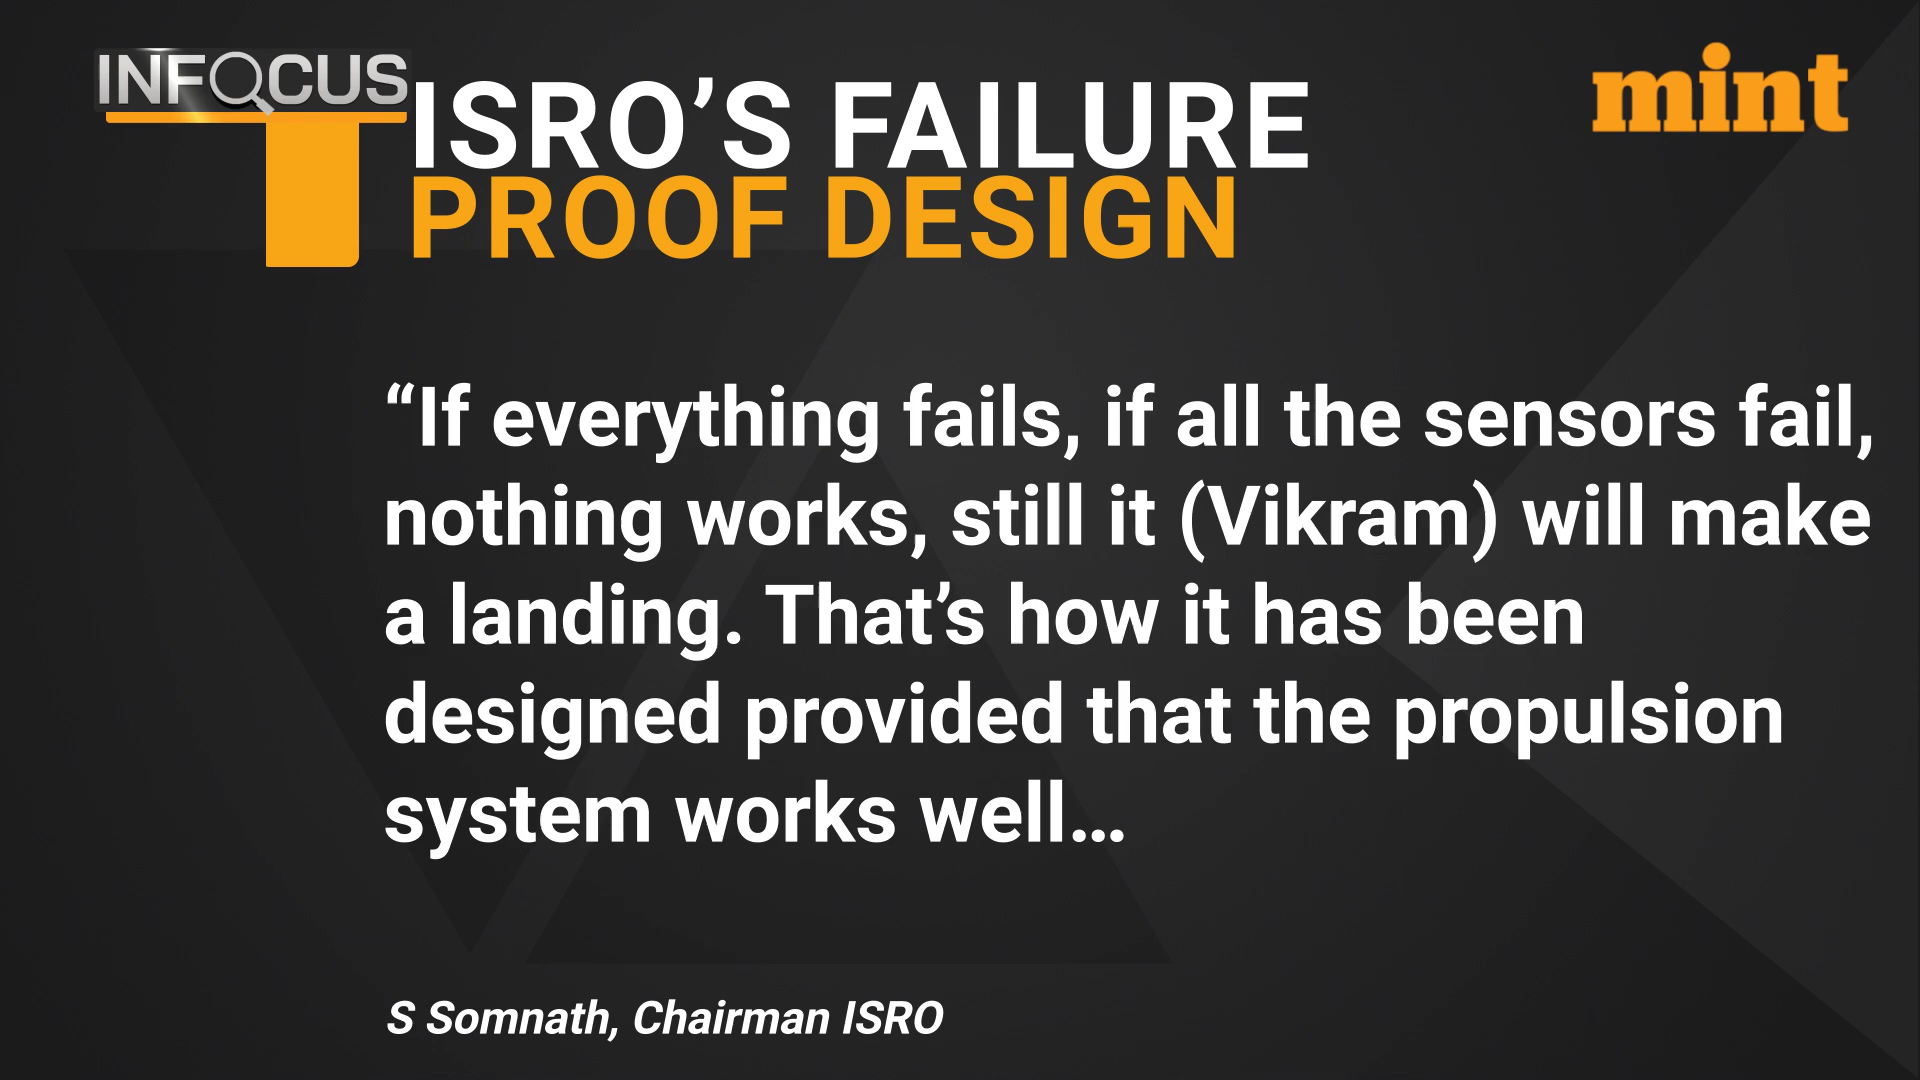 INFOCUS
mint
ISRO’S FAILURE
PROOF DESIGN
“If everything fails, if all the sensors fail,
nothing works, still it (Vikram) will make
a landing. That’s how it has been
designed provided that the propulsion
system works well…
S Somnath, Chairman ISRO